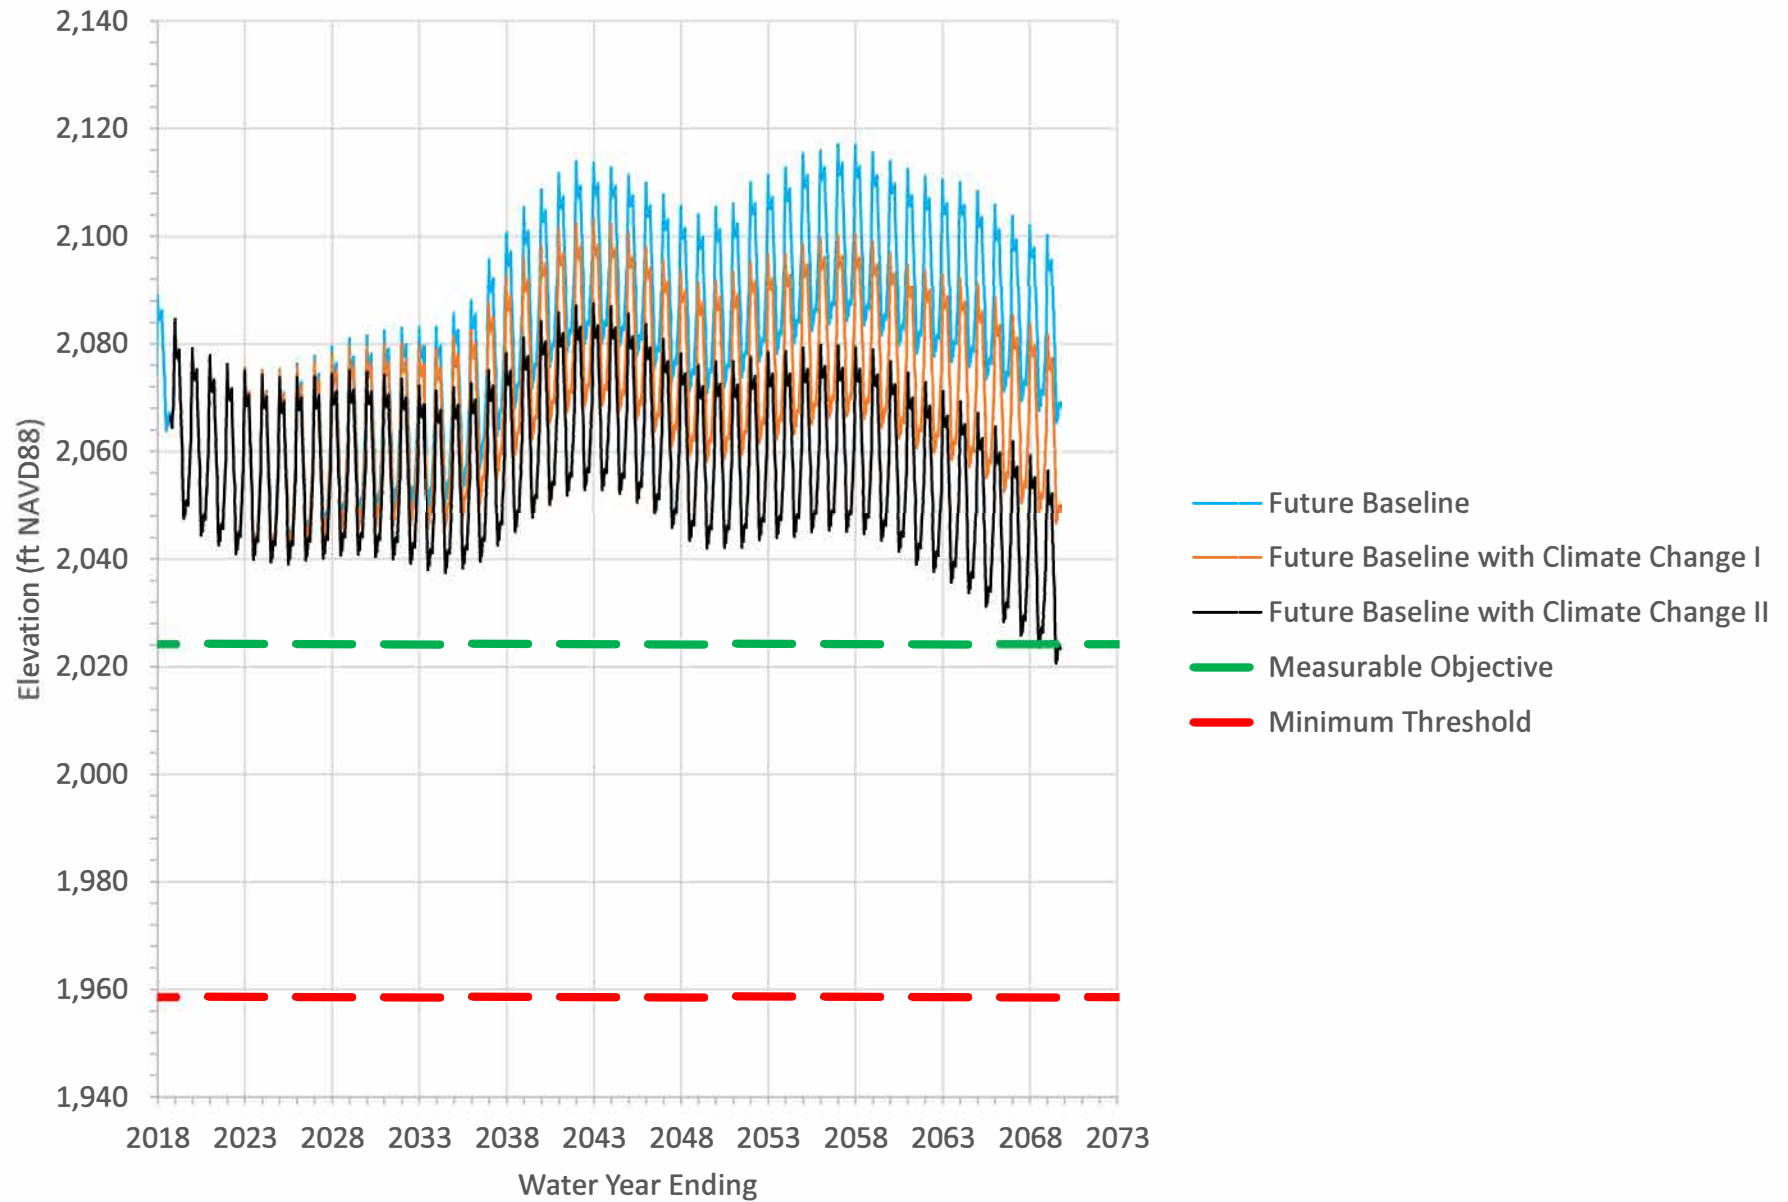 2,140
2,120
2,100
2,080
2,060
2,040
2,020
2,000
1,980
1,960
1,940
Elevation (ft NAVD88)
2018 2023 2028 2033 2038 2043 2048 2053 2058 2063 2068 2073
Water Year Ending
Future Baseline
Future Baseline with Climate Change I
Future Baseline with Climate Change II
Measurable Objective
Minimum Threshold